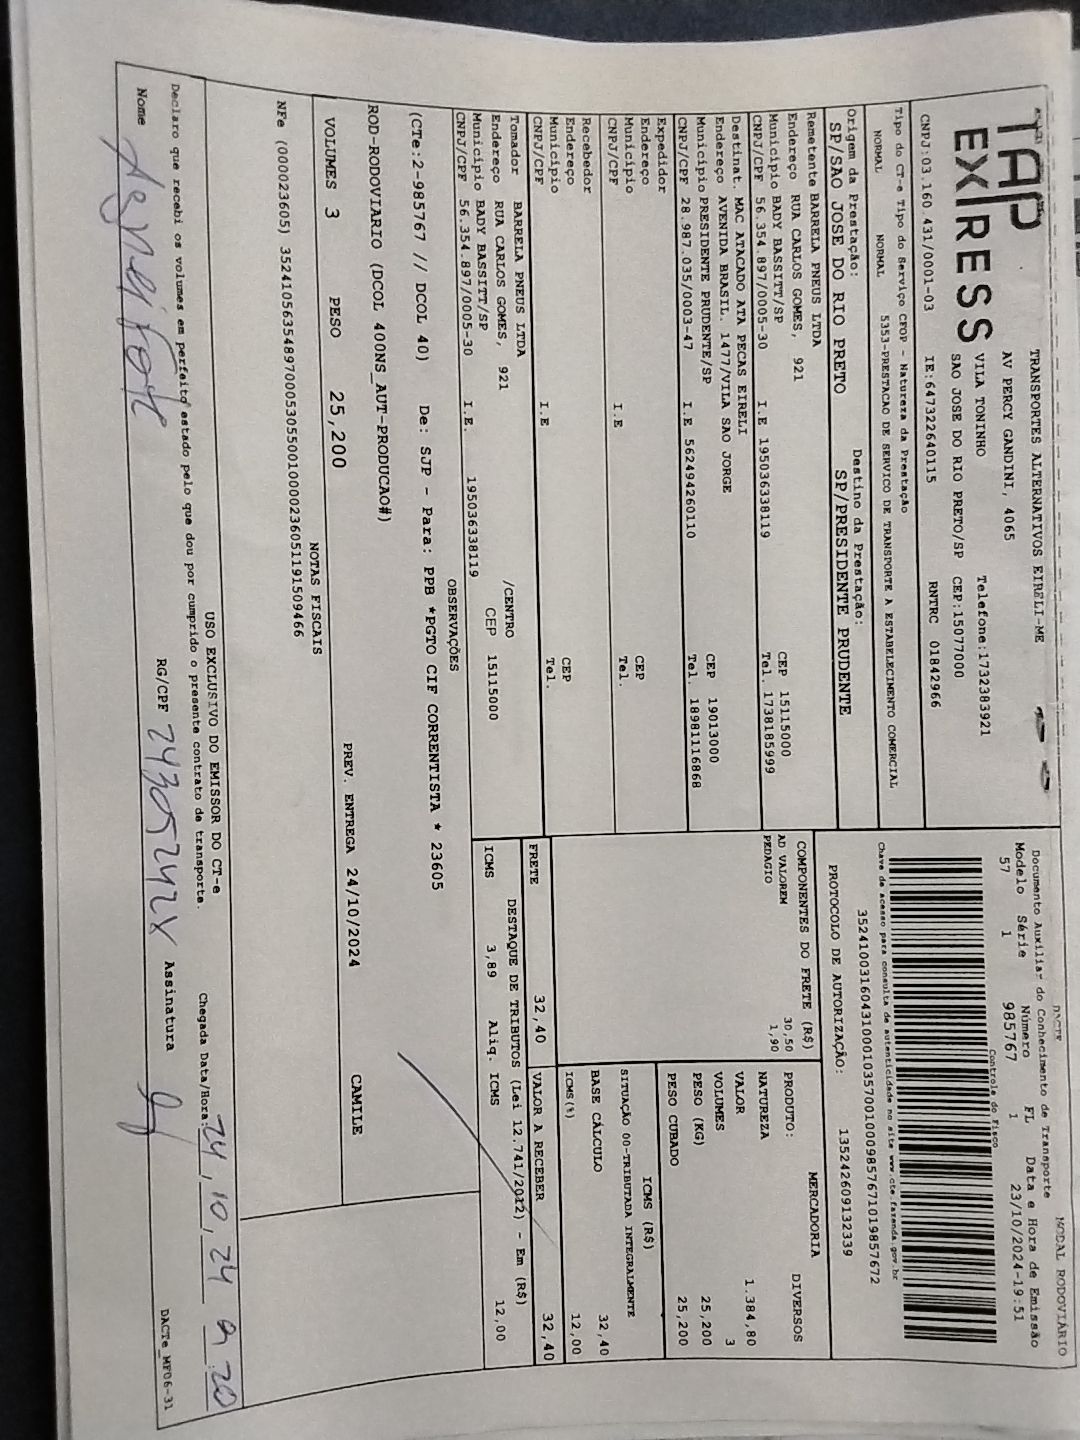 TAP
EXPRESS
TRANSPORTES ALTERNATIVOS EIRELI-ME
AV PERCY GANDINI, 4065
VILA TONINHO Telefone:1732383921
SAO JOSE DO RIO PRETO/SP CEP:15077000
CNPJ:03.160.431/0001-03 IE:647322640115 RNTRC 01842966
Tipo do CT-e Tipo do Serviço CFOP - Natureza da Prestação
NORMAL NORMAL 5353-PRESTACAO DE SERVICO DE TRANSPORTE A ESTABELECIMENTO COMERCIAL
Origem da Prestação: Destino da Prestação:
SP/SAO JOSE DO RIO PRETO SP/PRESIDENTE PRUDENTE
Remetente BARRELA PNEUS LTDA
Endereço RUA CARLOS GOMES, 921
Município BADY BASSITT/SP CEP 15115000
CNPJ/CPF 56.354.897/0005-30 I.E 195036338119 Tel. 1738185999
Destinat. MAC ATACADO ATA PECAS EIRELI
Endereço AVENIDA BRASIL. 1477/VILA SAO JORGE
Município PRESIDENTE PRUDENTE/SP CEP 19013000
CNPJ/CPF 28.987.035/0003-47 I.E 562494260110 Tel. 18981116868
Expedidor
Endereço
Município CEP
CNPJ/CPF I.E Tel.
Recebedor
Endereço
Município CEP
CNPJ/CPF I.E Tel.
Tomador BARRELA PNEUS LTDA
Endereço RUA CARLOS GOMES, 921 /CENTRO
Município BADY BASSITT/SP CEP 15115000
CNPJ/CPF 56.354.897/0005-30 I.E. 195036338119
DACTE MODAL RODOVIÁRIO
Documento Auxiliar do Conhecimento de Transporte
Modelo Série Número FL Data e Hora de Emissão
57 1 985767 1 23/10/2024-19:51
Controle do Fisco
Chave de acesso para consulta de autenticidade no site www.cte.fazenda.gov.br
35241003160431000103570010009857671019857672
PROTOCOLO DE AUTORIZAÇÃO: 135242609132339
COMPONENTES DO FRETE (R$)
AD VALOREM 30,50
PEDAGIO 1,90
MERCADORIA
PRODUTO: DIVERSOS
NATUREZA
VALOR 1.384,80
VOLUMES 3
PESO (KG) 25,200
PESO CUBADO 25,200
ICMS (R$)
SITUAÇÃO 00-TRIBUTADA INTEGRALMENTE
BASE CÁLCULO 32,40
ICMS(%) 12,00
FRETE 32,40 VALOR A RECEBER 32,40
DESTAQUE DE TRIBUTOS (Lei 12.741/2012) - Em (R$)
ICMS 3,89 Aliq. ICMS 12,00
OBSERVAÇÕES
(CTe:2-985767 // DCOL 40) De: SJP - Para: PPB *PGTO CIF CORRENTISTA * 23605
ROD-RODOVIARIO (DCOL 400NS_AUT-PRODUCAO#)
VOLUMES 3 PESO 25,200 PREV. ENTREGA 24/10/2024 CAMILE
NOTAS FISCAIS
NFe (000023605) 35241056354897000530550010000236051191509466
USO EXCLUSIVO DO EMISSOR DO CT-e
Declaro que recebi os volumes em perfeito estado pelo que dou por cumprido o presente contrato de transporte. Chegada Data/Hora: 24,10,24 9 20
Nome RG/CPF 24305242X Assinatura
DACTe_MF06-31